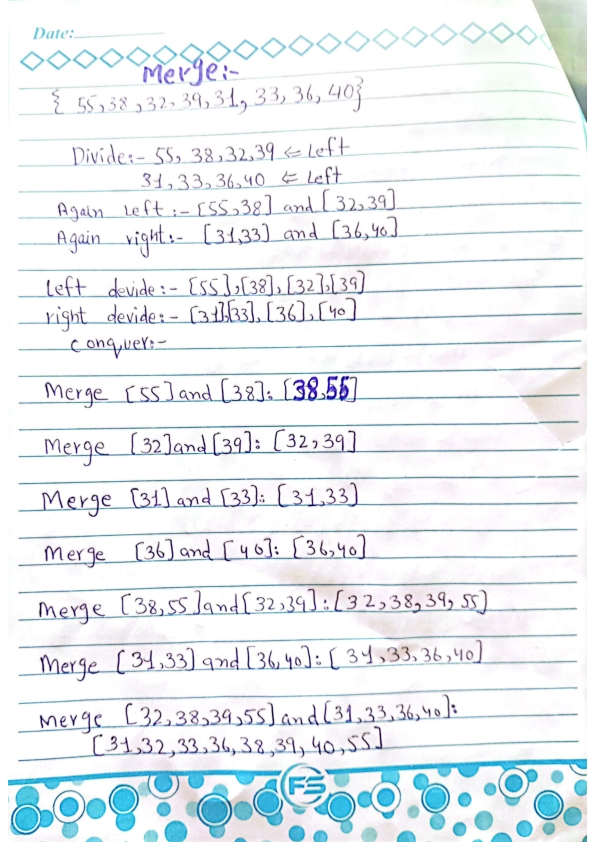 Date:
Merge:-
{ 55,38,32,39,31,33,36,40}
Divide:- 55, 38,32,39 ⇐ Left
31,33,36,40 ⇐ Left
Again Left :- [55,38] and [32,39]
Again right:- [31,33] and [36,40]
Left devide :- [55],[38],[32],[39]
right devide:- [31],[33],[36],[40]
Conquer:-
Merge [55] and [38]: [38,55]
Merge [32] and [39]: [32,39]
Merge [31] and [33]: [31,33]
Merge [36] and [40]: [36,40]
Merge [38,55] and [32,39]: [32,38,39,55]
Merge [31,33] and [36,40]: [31,33,36,40]
Merge [32,38,39,55] and [31,33,36,40]:
[31,32,33,36,38,39,40,55]
FS